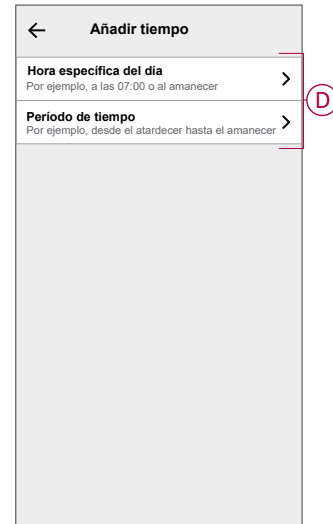 Añadir tiempo
Hora específica del día
Por ejemplo, a las 07:00 o al amanecer
Período de tiempo
Por ejemplo, desde el atardecer hasta el amanecer
D